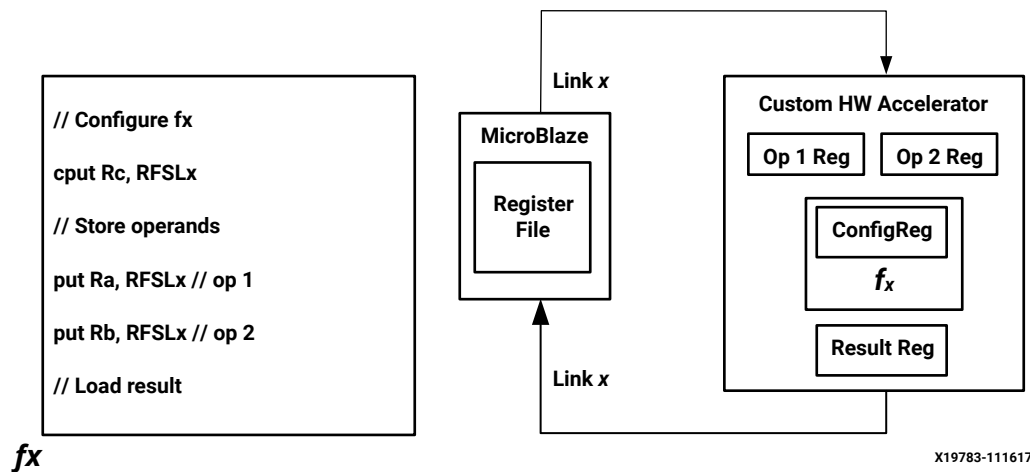 // Configure fx
cput Rc, RFSLx
// Store operands
put Ra, RFSLx // op 1
put Rb, RFSLx // op 2
// Load result
fx
Link x
MicroBlaze
Register
File
Link x
Custom HW Accelerator
Op 1 Reg
Op 2 Reg
ConfigReg
fx
Result Reg
X19783-111617